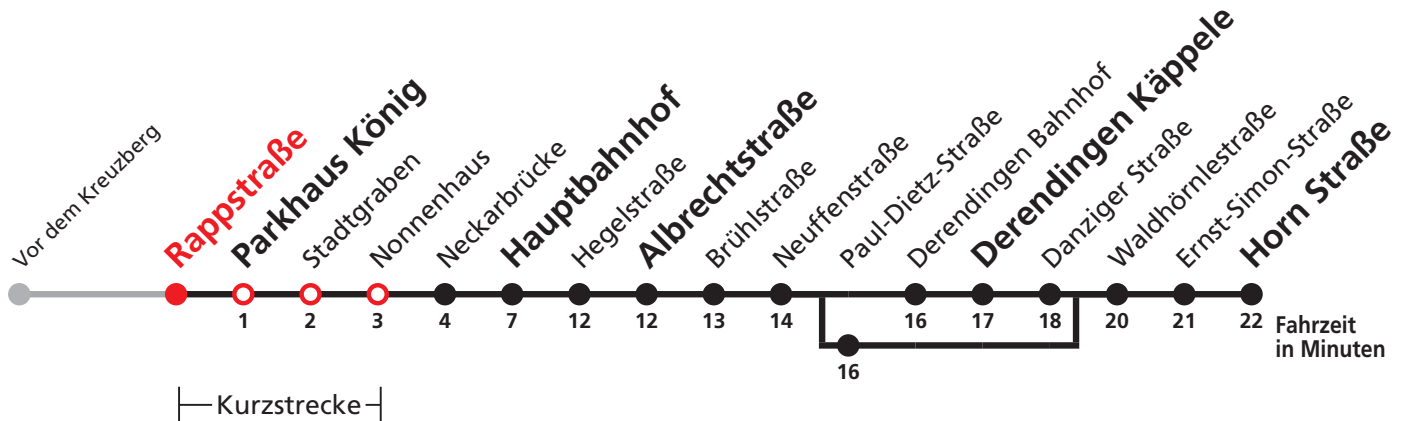 Vor dem Kreuzberg
Rappstraße
Parkhaus König
Stadtgraben
Nonnenhaus
Neckarbrücke
Hauptbahnhof
Hegelstraße
Albrechtstraße
Brühlstraße
Neuffenstraße
Paul-Dietz-Straße
Derendingen Bahnhof
Derendingen Käppele
Danziger Straße
Waldhörnlestraße
Ernst-Simon-Straße
Horn Straße
1 2 3 4 7 12 12 13 14 16 17 18 20 21 22
Fahrzeit
in Minuten
16
Kurzstrecke